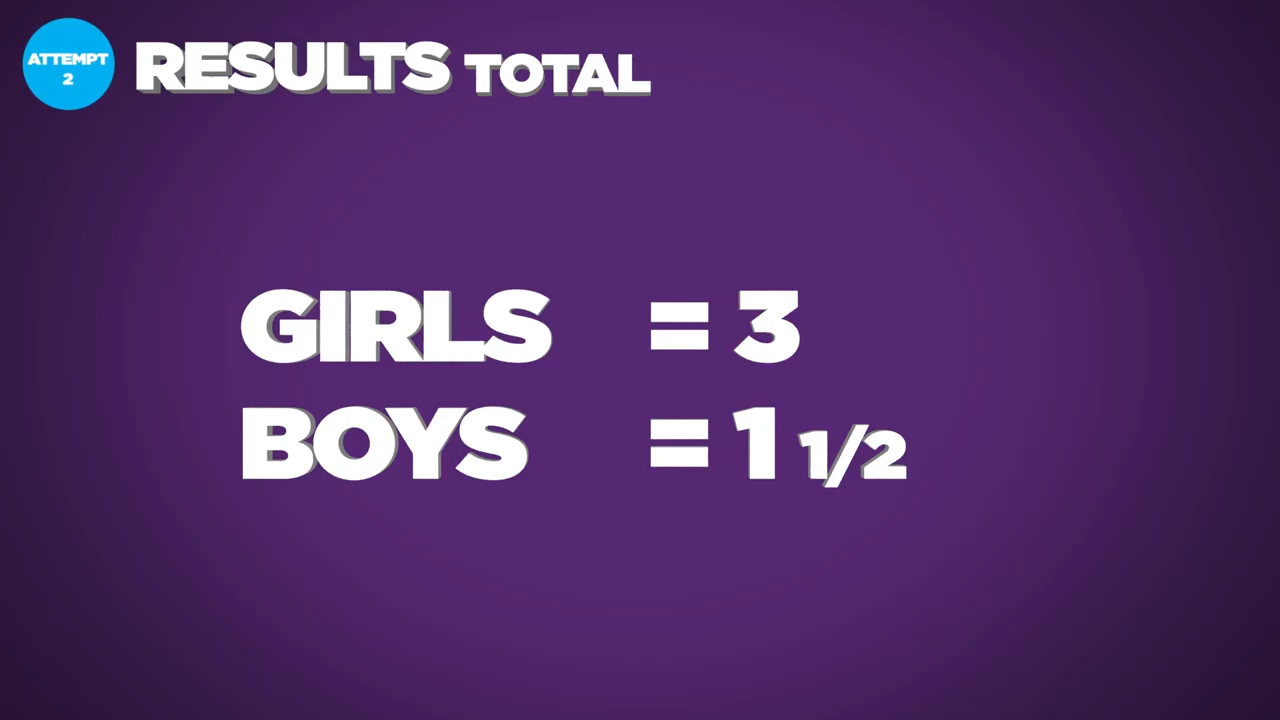 ATTEMPT
2
RESULTS TOTAL
GIRLS = 3
BOYS = 1 1/2